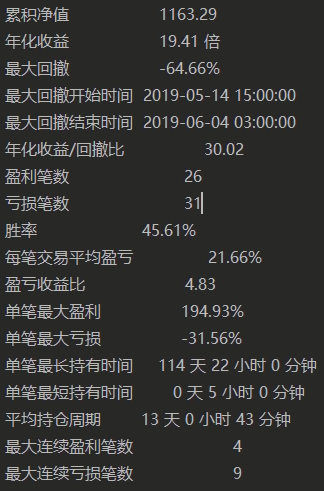 累积净值 1163.29
年化收益 19.41 倍
最大回撤 -64.66%
最大回撤开始时间 2019-05-14 15:00:00
最大回撤结束时间 2019-06-04 03:00:00
年化收益/回撤比 30.02
盈利笔数 26
亏损笔数 31
胜率 45.61%
每笔交易平均盈亏 21.66%
盈亏收益比 4.83
单笔最大盈利 194.93%
单笔最大亏损 -31.56%
单笔最长持有时间 114 天 22 小时 0 分钟
单笔最短持有时间 0 天 5 小时 0 分钟
平均持仓周期 13 天 0 小时 43 分钟
最大连续盈利笔数 4
最大连续亏损笔数 9